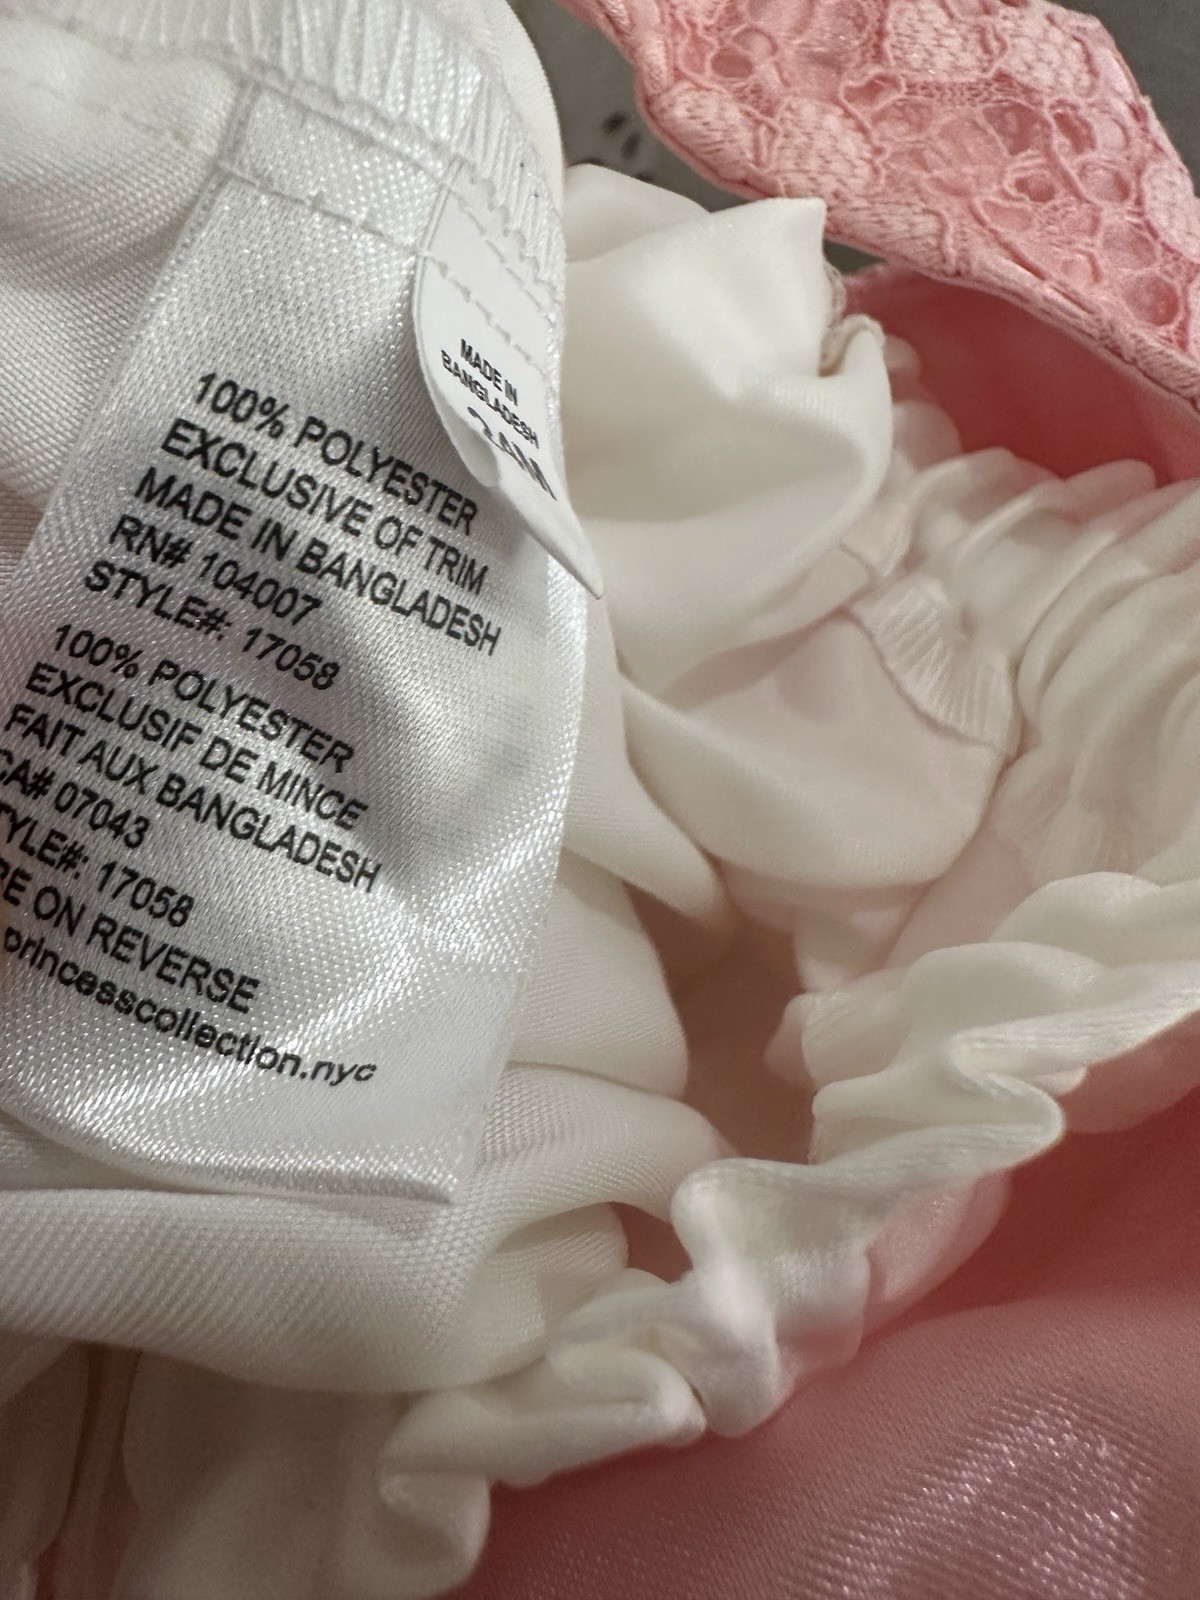 100% POLYESTER
EXCLUSIVE OF TRIM
MADE IN BANGLADESH
RN# 104007
STYLE#: 17058
100% POLYESTER
EXCLUSIF DE MINCE
FAIT AUX BANGLADESH
CA# 07043
STYLE#: 17058
ON REVERSE
princesscollection.nyc
MADE IN
BANGLADESH